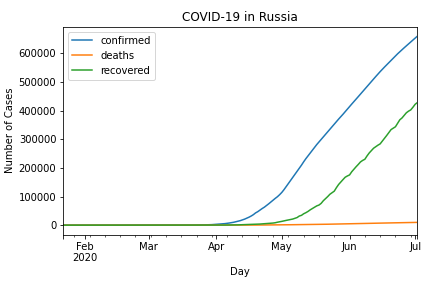 COVID-19 in Russia
confirmed
deaths
recovered
Number of Cases
600000
500000
400000
300000
200000
100000
0
Feb
2020
Mar
Apr
May
Jun
Jul
Day